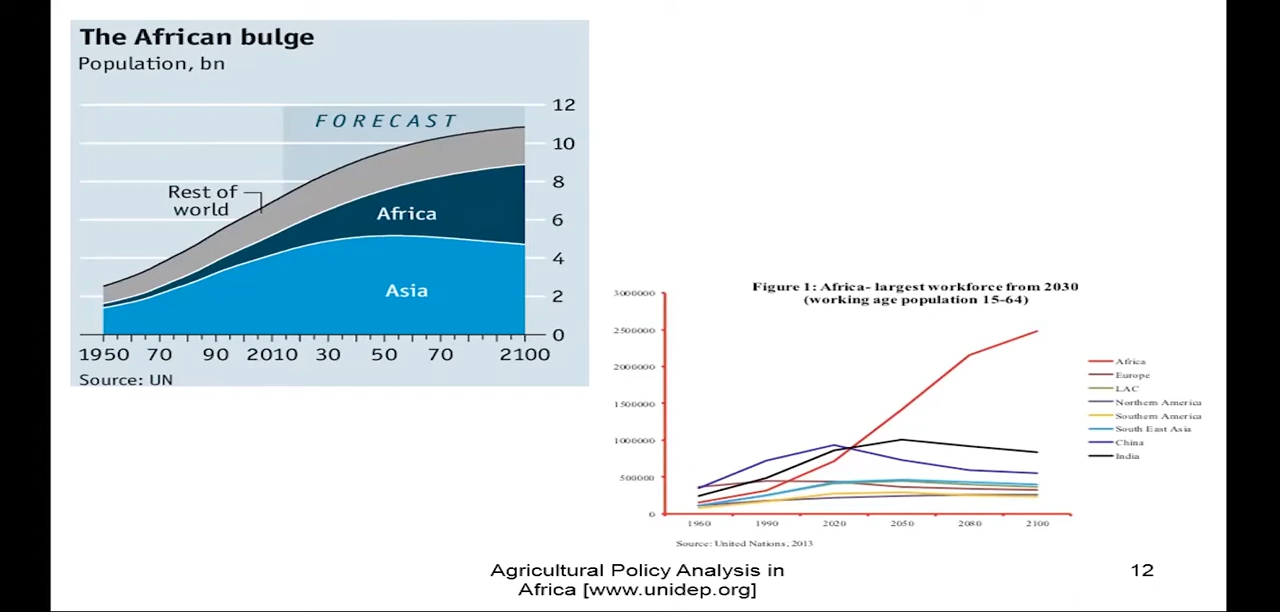 The African bulge
Population, bn
FORECAST
12
10
8
6
4
2
0
Rest of
world
Africa
Asia
1950 70 90 2010 30 50 70 2100
Source: UN
Figure 1: Africa- largest workforce from 2030
(working age population 15-64)
3000000
2500000
2000000
1500000
1000000
500000
0
1960 1990 2020 2050 2080 2100
Africa
Europe
LAC
Northern America
Southern America
South East Asia
China
India
Source: United Nations, 2013
Agricultural Policy Analysis in
Africa [www.unidep.org]
12